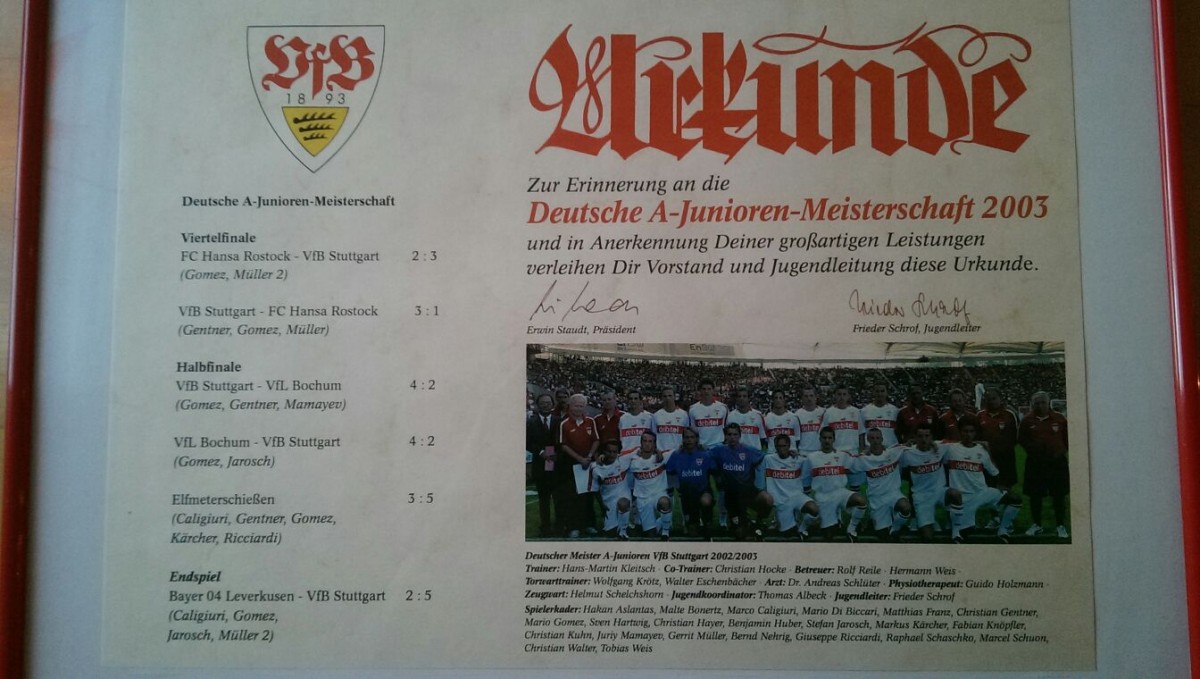 VfB
1893
Deutsche A-Junioren-Meisterschaft
Viertelfinale
FC Hansa Rostock - VfB Stuttgart 2 : 3
(Gomez, Müller 2)
VfB Stuttgart - FC Hansa Rostock 3 : 1
(Gentner, Gomez, Müller)
Halbfinale
VfB Stuttgart - VfL Bochum 4 : 2
(Gomez, Gentner, Mamayev)
VfL Bochum - VfB Stuttgart 4 : 2
(Gomez, Jarosch)
Elfmeterschießen 3 : 5
(Caligiuri, Gentner, Gomez,
Kärcher, Ricciardi)
Endspiel
Bayer 04 Leverkusen - VfB Stuttgart 2 : 5
(Caligiuri, Gomez,
Jarosch, Müller 2)
Urkunde
Zur Erinnerung an die
Deutsche A-Junioren-Meisterschaft 2003
und in Anerkennung Deiner großartigen Leistungen
verleihen Dir Vorstand und Jugendleitung diese Urkunde.
Frieder Schrof
Erwin Staudt, Präsident
Frieder Schrof, Jugendleiter
debitel debitel debitel debitel debitel debitel
Deutscher Meister A-Junioren VfB Stuttgart 2002/2003
Trainer: Hans-Martin Kleitsch · Co-Trainer: Christian Hocke · Betreuer: Rolf Reile · Hermann Weis ·
Torwarttrainer: Wolfgang Krötz, Walter Eschenbächer · Arzt: Dr. Andreas Schlüter · Physiotherapeut: Guido Holzmann ·
Zeugwart: Helmut Schelchshorn · Jugendkoordinator: Thomas Albeck · Jugendleiter: Frieder Schrof
Spielerkader: Hakan Aslantas, Malte Bonertz, Marco Caligiuri, Mario Di Biccari, Matthias Franz, Christian Gentner,
Mario Gomez, Sven Hartwig, Christian Hayer, Benjamin Huber, Stefan Jarosch, Markus Kärcher, Fabian Knöpfler,
Christian Kuhn, Juriy Mamayev, Gerrit Müller, Bernd Nehrig, Giuseppe Ricciardi, Raphael Schaschko, Marcel Schuon,
Christian Walter, Tobias Weis